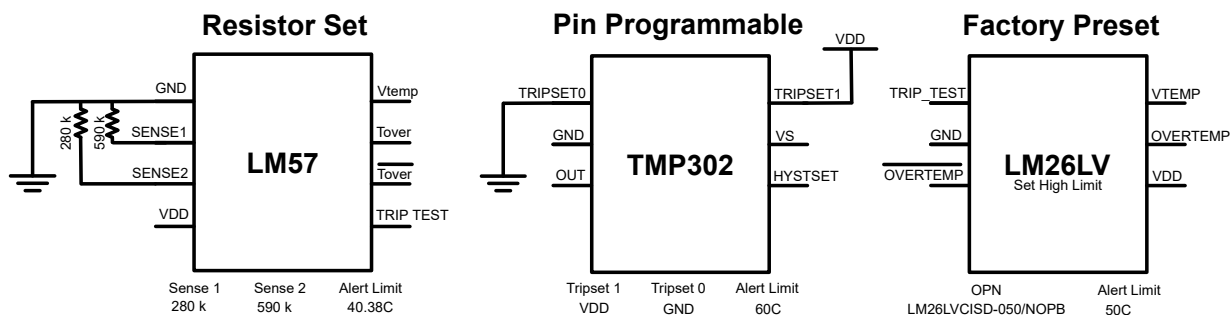 Resistor Set
GND
SENSE1
SENSE2
VDD
280 k
590 k
LM57
Vtemp
Tover
Tover
TRIP TEST
Sense 1 Sense 2 Alert Limit
280 k 590 k 40.38C
Pin Programmable
VDD
TRIPSET0
GND
OUT
TMP302
TRIPSET1
VS
HYSTSET
Tripset 1 Tripset 0 Alert Limit
VDD GND 60C
Factory Preset
TRIP_TEST
GND
OVERTEMP
LM26LV
Set High Limit
VTEMP
OVERTEMP
VDD
OPN Alert Limit
LM26LVCISD-050/NOPB 50C